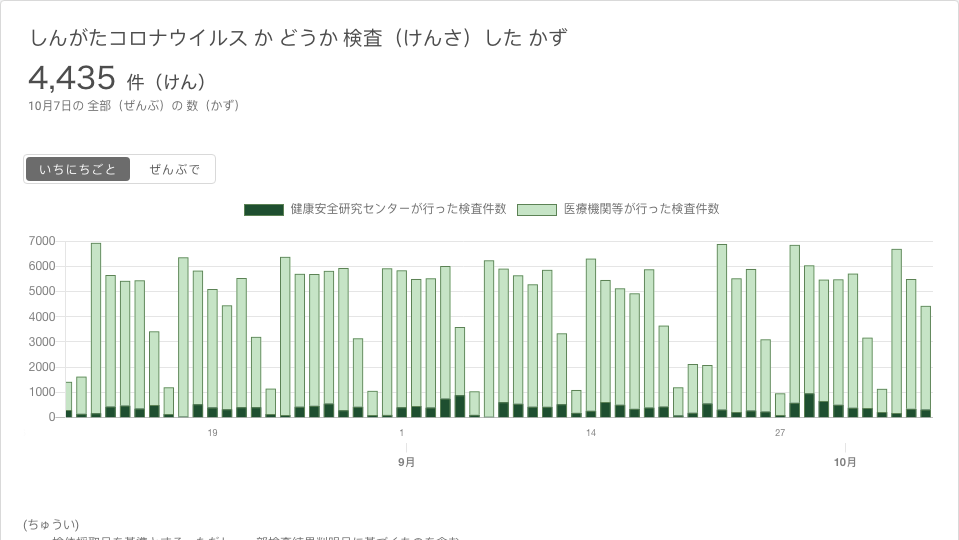 しんがたコロナウイルス か どうか 検査（けんさ）した かず
4,435 件（けん）
10月7日の 全部（ぜんぶ）の 数（かず）
いちにちごと ぜんぶで
健康安全研究センターが行った検査件数 医療機関等が行った検査件数
7000
6000
5000
4000
3000
2000
1000
0
19 1 14 27
9月 10月
(ちゅうい)